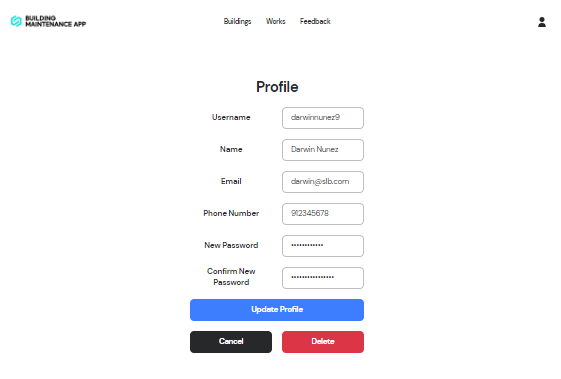 BUILDING
MAINTENANCE APP
Buildings Works Feedback
Profile
Username darwinnunez9
Name Darwin Nunez
Email darwin@slb.com
Phone Number 912345678
New Password ••••••••••••
Confirm New
Password ••••••••••••••••
Update Profile
Cancel Delete